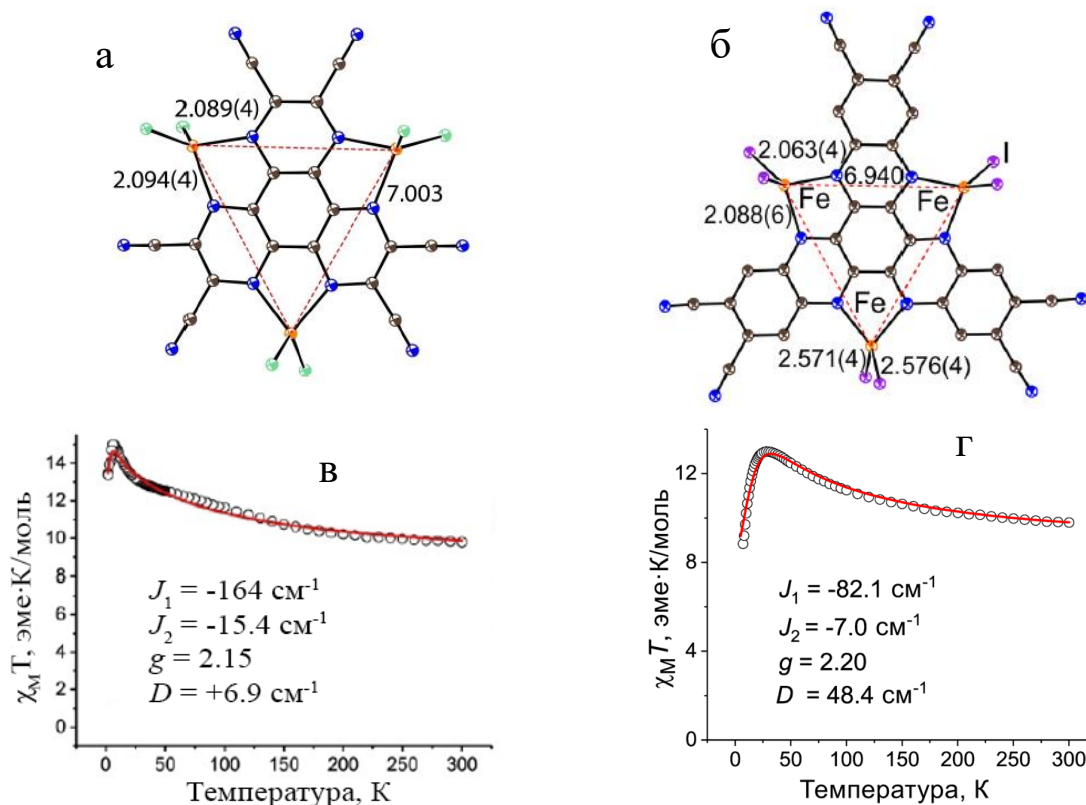 а
2.089(4)
2.094(4)
7.003
б
2.063(4)
6.940
I
Fe
Fe
2.088(6)
Fe
2.571(4)
2.576(4)
в
χMT, эме·К/моль
14
12
10
8
6
4
2
0
J1 = -164 см-1
J2 = -15.4 см-1
g = 2.15
D = +6.9 см-1
0 50 100 150 200 250 300
Температура, К
г
χMT, эме·К/моль
12
8
4
0
J1 = -82.1 см-1
J2 = -7.0 см-1
g = 2.20
D = 48.4 см-1
0 50 100 150 200 250 300
Температура, К